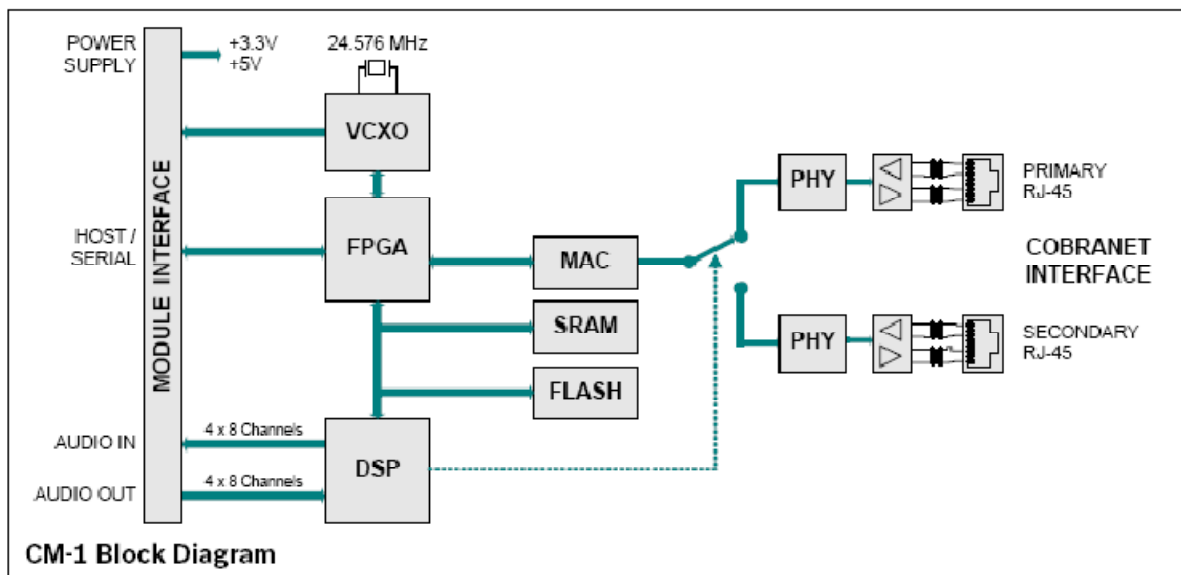 POWER
SUPPLY
+3.3V
+5V
24.576 MHz
VCXO
MODULE INTERFACE
HOST /
SERIAL
FPGA
MAC
SRAM
FLASH
PHY
PRIMARY
RJ-45
COBRANET
INTERFACE
PHY
SECONDARY
RJ-45
AUDIO IN
4 x 8 Channels
DSP
AUDIO OUT
4 x 8 Channels
CM-1 Block Diagram